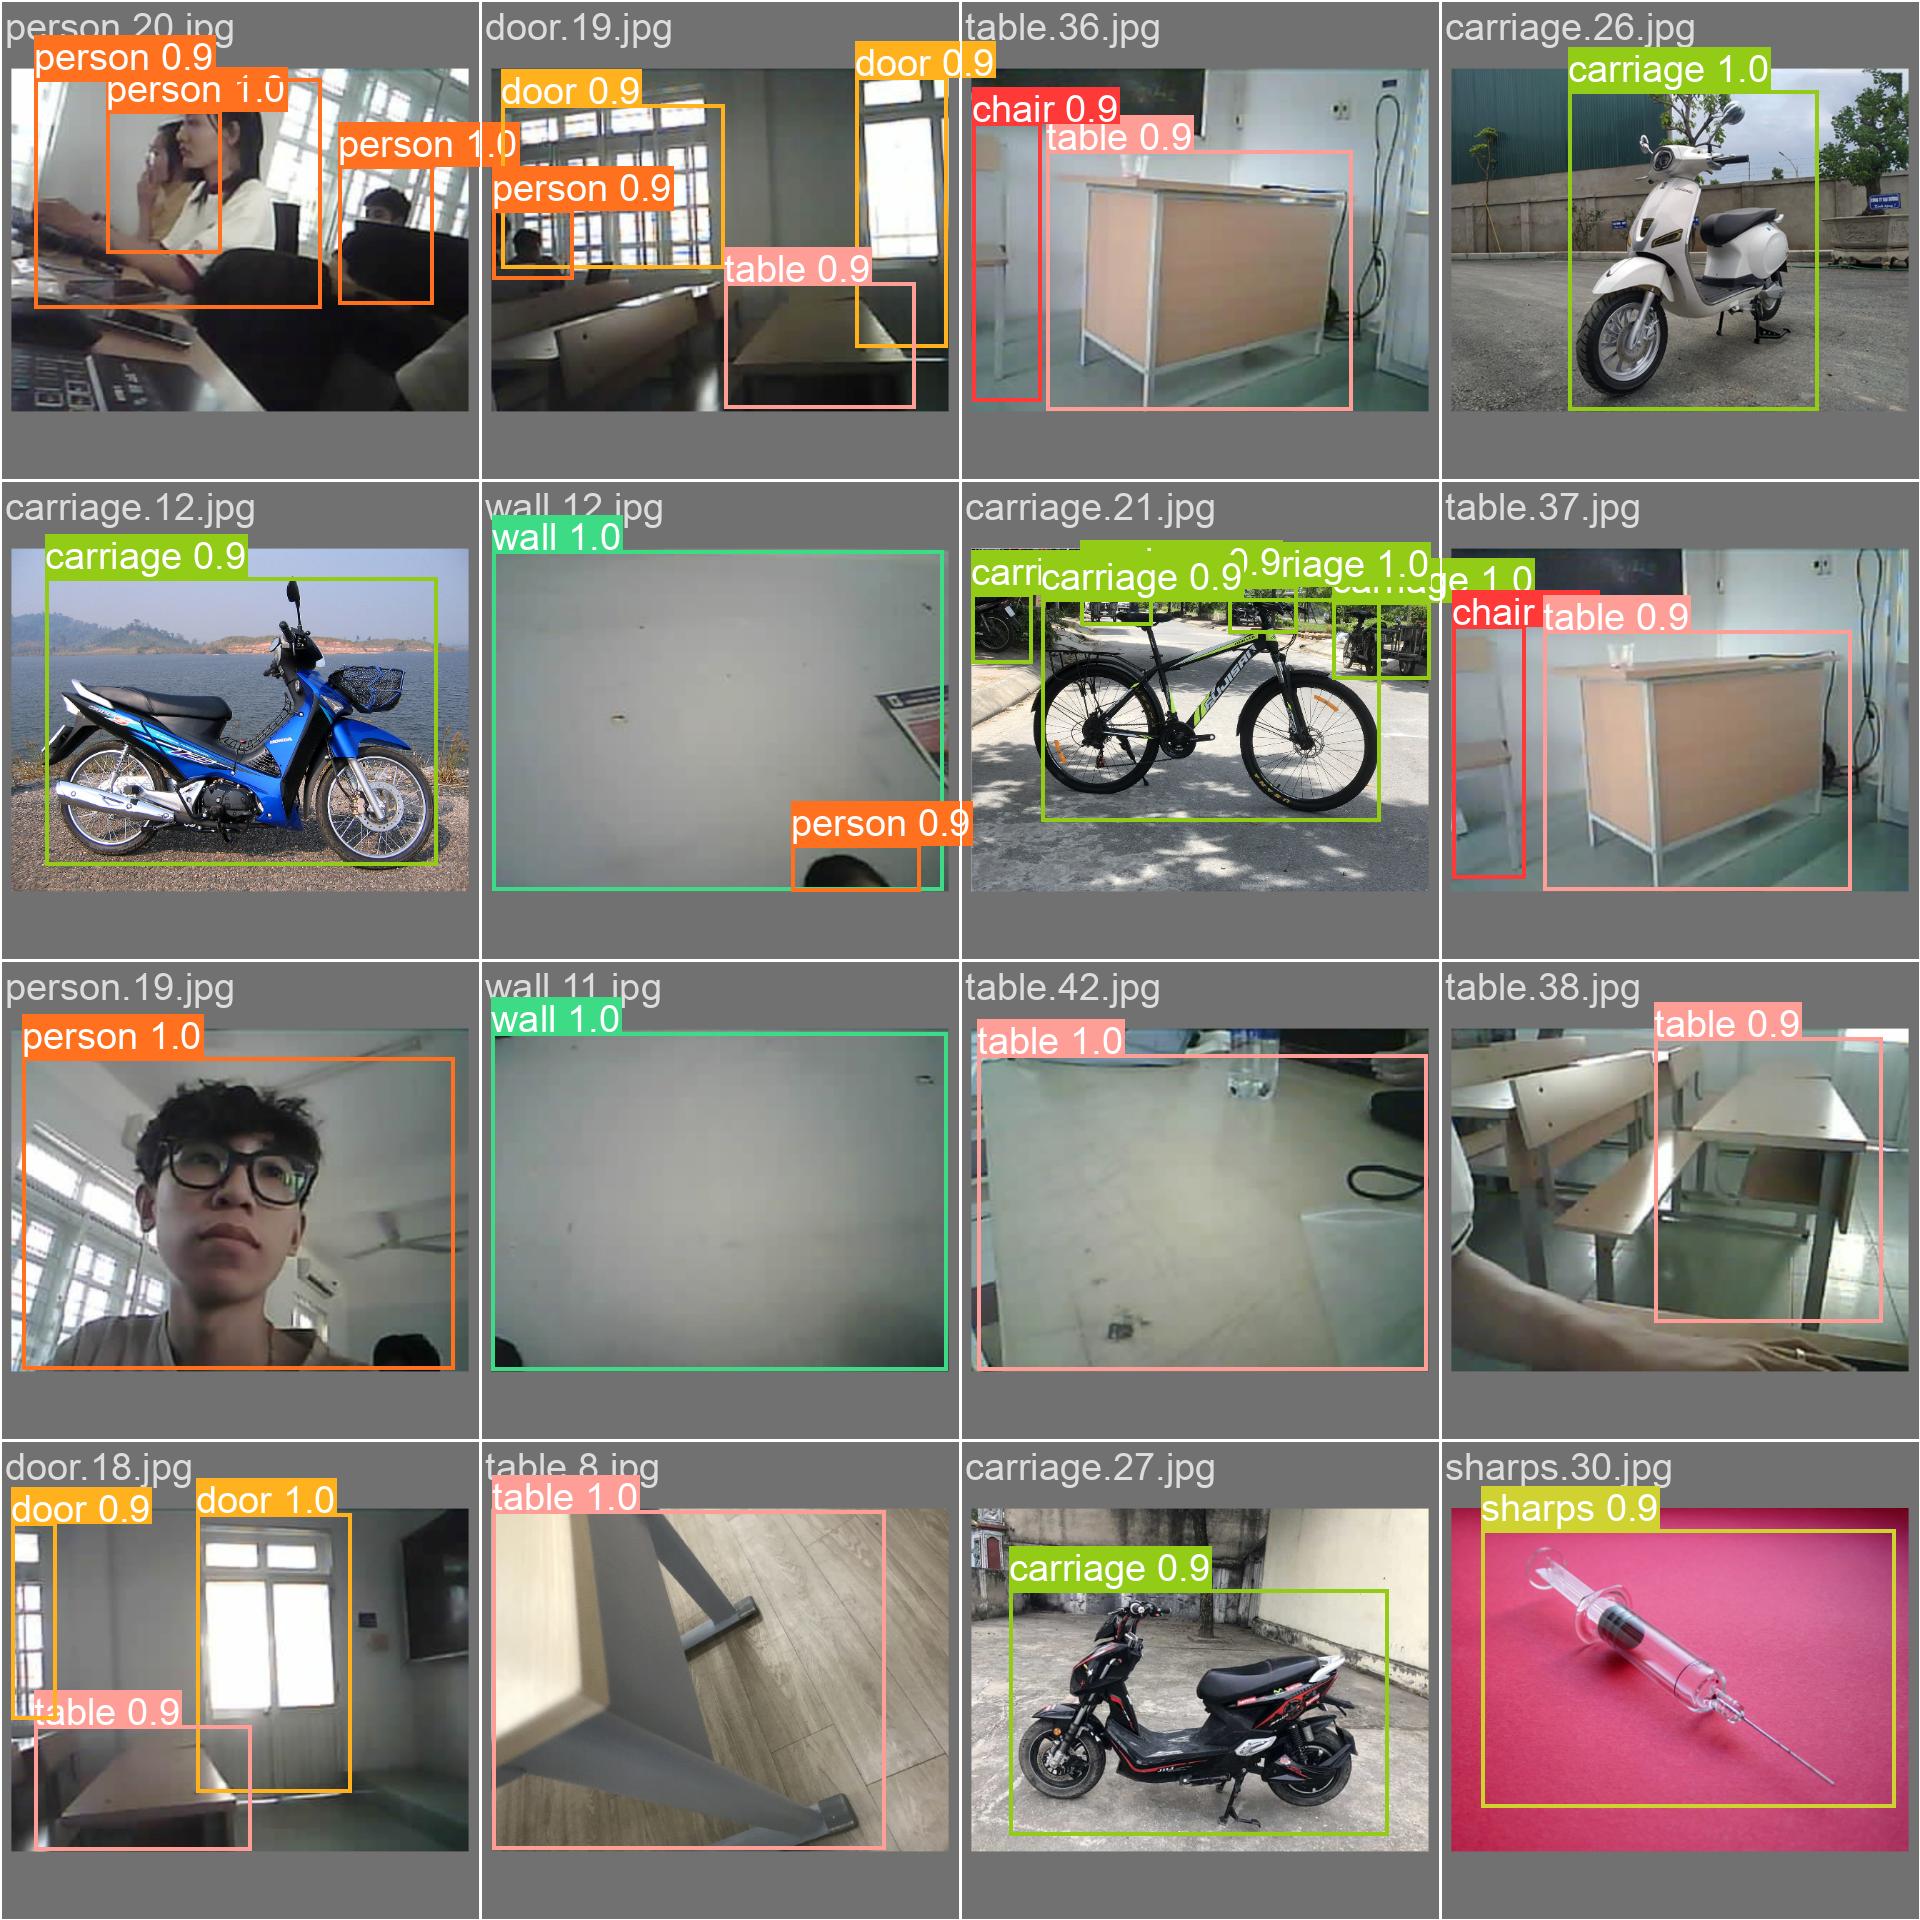 person.20.jpg
person 0.9
person 1.0
person 1.0
door.19.jpg
door 0.9
door 0.9
person 0.9
table 0.9
table.36.jpg
chair 0.9
table 0.9
carriage.26.jpg
carriage 1.0
carriage.12.jpg
carriage 0.9
wall.12.jpg
wall 1.0
person 0.9
carriage.21.jpg
carri
carriage 0.9
0.9
riage 1.0
carriage 1.0
FUJISAN
table.37.jpg
chair
table 0.9
person.19.jpg
person 1.0
wall.11.jpg
wall 1.0
table.42.jpg
table 1.0
table.38.jpg
table 0.9
door.18.jpg
door 0.9
door 1.0
table 0.9
table.8.jpg
table 1.0
carriage.27.jpg
carriage 0.9
sharps.30.jpg
sharps 0.9